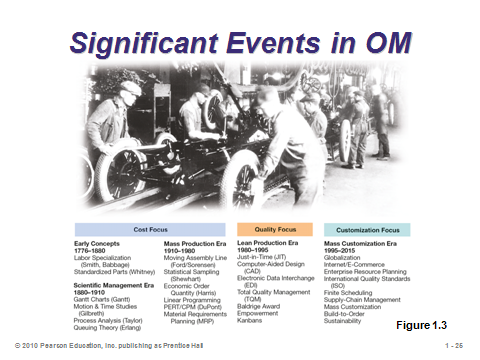 Significant Events in OM
Cost Focus
Early Concepts
1776–1880
Labor Specialization
(Smith, Babbage)
Standardized Parts (Whitney)
Scientific Management Era
1880–1910
Gantt Charts (Gantt)
Motion & Time Studies
(Gilbreth)
Process Analysis (Taylor)
Queuing Theory (Erlang)
Mass Production Era
1910–1980
Moving Assembly Line
(Ford/Sorensen)
Statistical Sampling
(Shewhart)
Economic Order
Quantity (Harris)
Linear Programming
PERT/CPM (DuPont)
Material Requirements
Planning (MRP)
Quality Focus
Lean Production Era
1980–1995
Just-in-Time (JIT)
Computer-Aided Design
(CAD)
Electronic Data Interchange
(EDI)
Total Quality Management
(TQM)
Baldrige Award
Empowerment
Kanbans
Customization Focus
Mass Customization Era
1995–2015
Globalization
Internet/E-Commerce
Enterprise Resource Planning
International Quality Standards
(ISO)
Finite Scheduling
Supply-Chain Management
Mass Customization
Build-to-Order
Sustainability
Figure 1.3
© 2010 Pearson Education, Inc. publishing as Prentice Hall
1 - 25